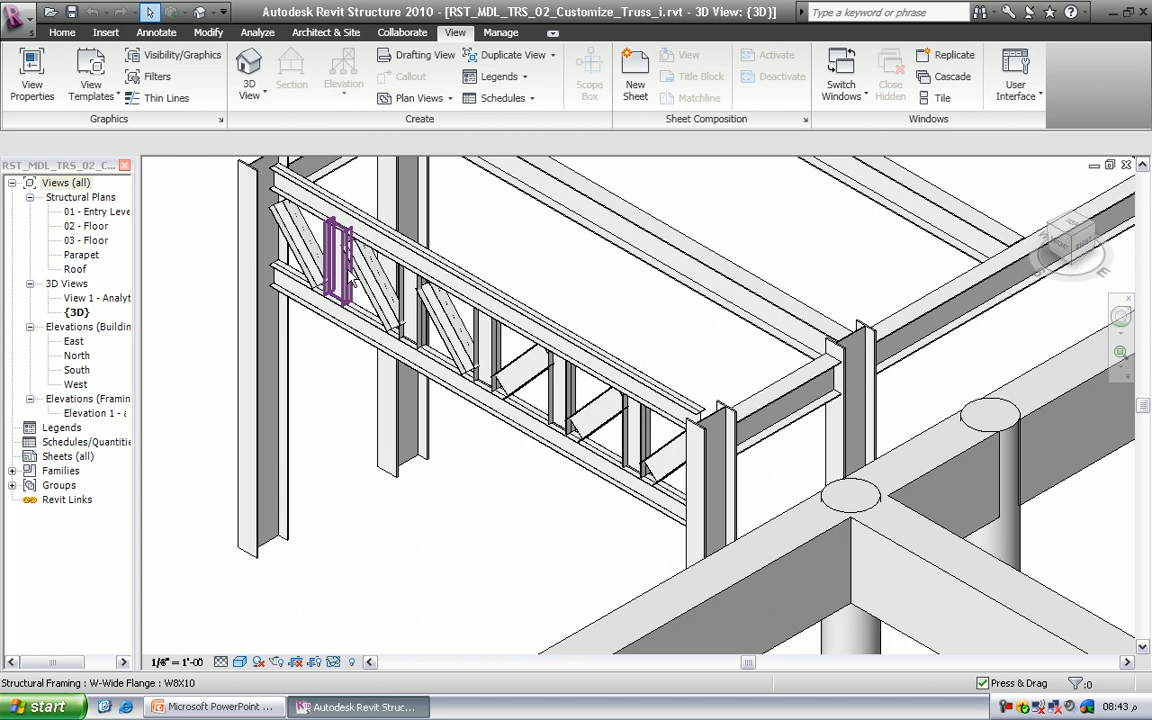 Autodesk Revit Structure 2010 - [RST_MDL_TRS_02_Customize_Truss_i.rvt - 3D View: {3D}]
Type a keyword or phrase
Home Insert Annotate Modify Analyze Architect & Site Collaborate View Manage
View Properties
View Templates
Visibility/Graphics
Filters
Thin Lines
3D View
Section
Elevation
Drafting View
Callout
Plan Views
Duplicate View
Legends
Schedules
Scope Box
New Sheet
View
Title Block
Matchline
Activate
Deactivate
Switch Windows
Close Hidden
Replicate
Cascade
Tile
User Interface
Graphics Create Sheet Composition Windows
RST_MDL_TRS_02_C...
Views (all)
Structural Plans
01 - Entry Leve
02 - Floor
03 - Floor
Parapet
Roof
3D Views
View 1 - Analyt
{3D}
Elevations (Buildin
East
North
South
West
Elevations (Framin
Elevation 1 - a
Legends
Schedules/Quantitie
Sheets (all)
Families
Groups
Revit Links
TOP
RIGHT
E
1/8" = 1'-00
Structural Framing : W-Wide Flange : W8X10
Press & Drag
:0
start
Microsoft PowerPoint ...
Autodesk Revit Struc...
08:43 م